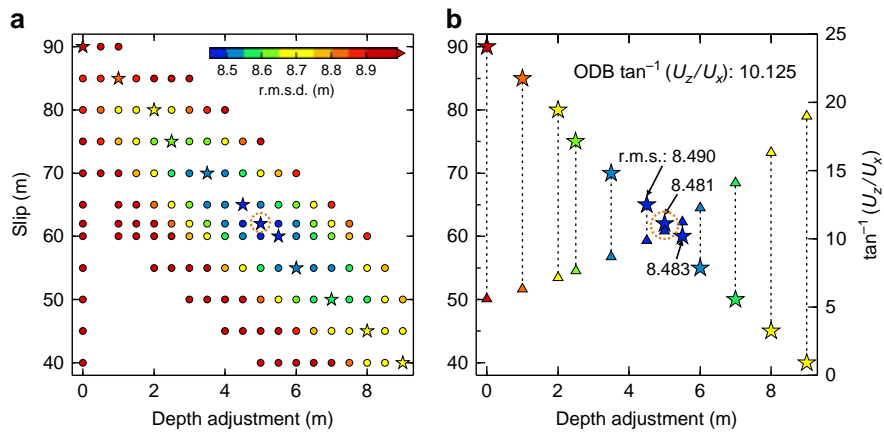 a
90
80
70
60
50
40
Slip (m)
0 2 4 6 8
Depth adjustment (m)
8.5 8.6 8.7 8.8 8.9
r.m.s.d. (m)
b
90
80
70
60
50
40
0 2 4 6 8
Depth adjustment (m)
ODB tan⁻¹ (Uz/Ux): 10.125
r.m.s.: 8.490
8.481
8.483
25
20
15
10
5
0
tan⁻¹ (Uz/Ux)